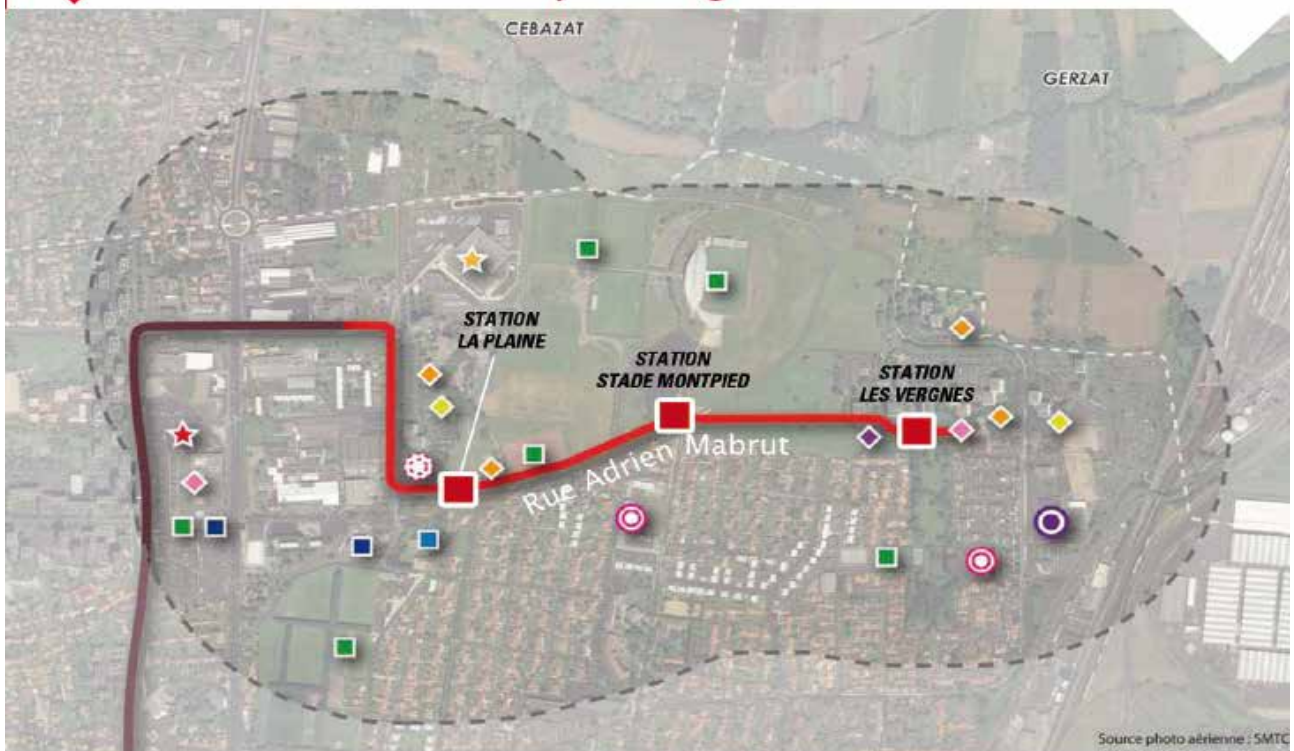 CEBAZAT
GERZAT
STATION
LA PLAINE
STATION
STADE MONTPIED
STATION
LES VERGNES
Rue Adrien Mabrut
Source photo aérienne : SMTC